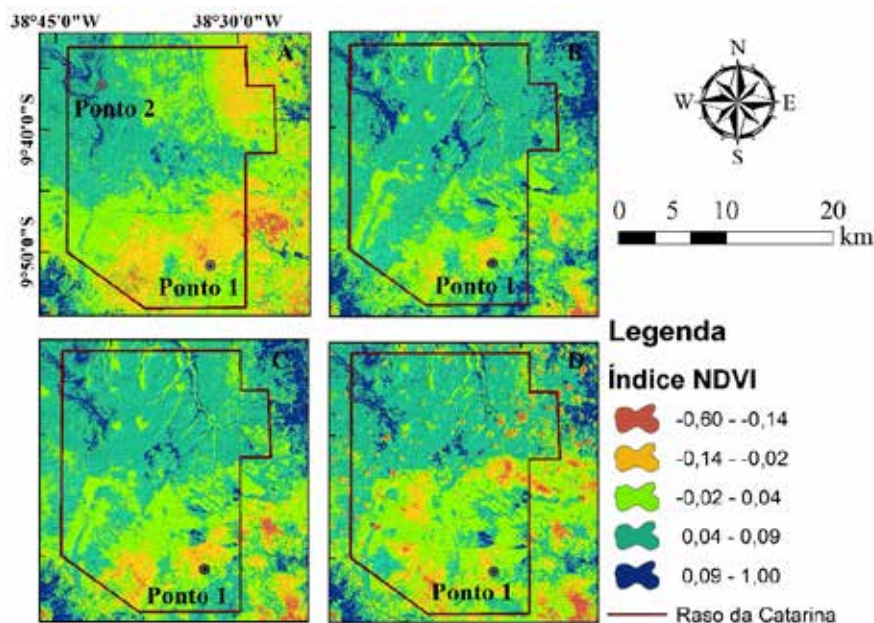 38°45'0"W 38°30'0"W
A
B
Ponto 2
9°40'0"S
9°50'0"S
Ponto 1
Ponto 1
C
D
Ponto 1
Ponto 1
N
W E
S
0 5 10 20
km
Legenda
Índice NDVI
-0,60 - -0,14
-0,14 - -0,02
-0,02 - 0,04
0,04 - 0,09
0,09 - 1,00
Raso da Catarina